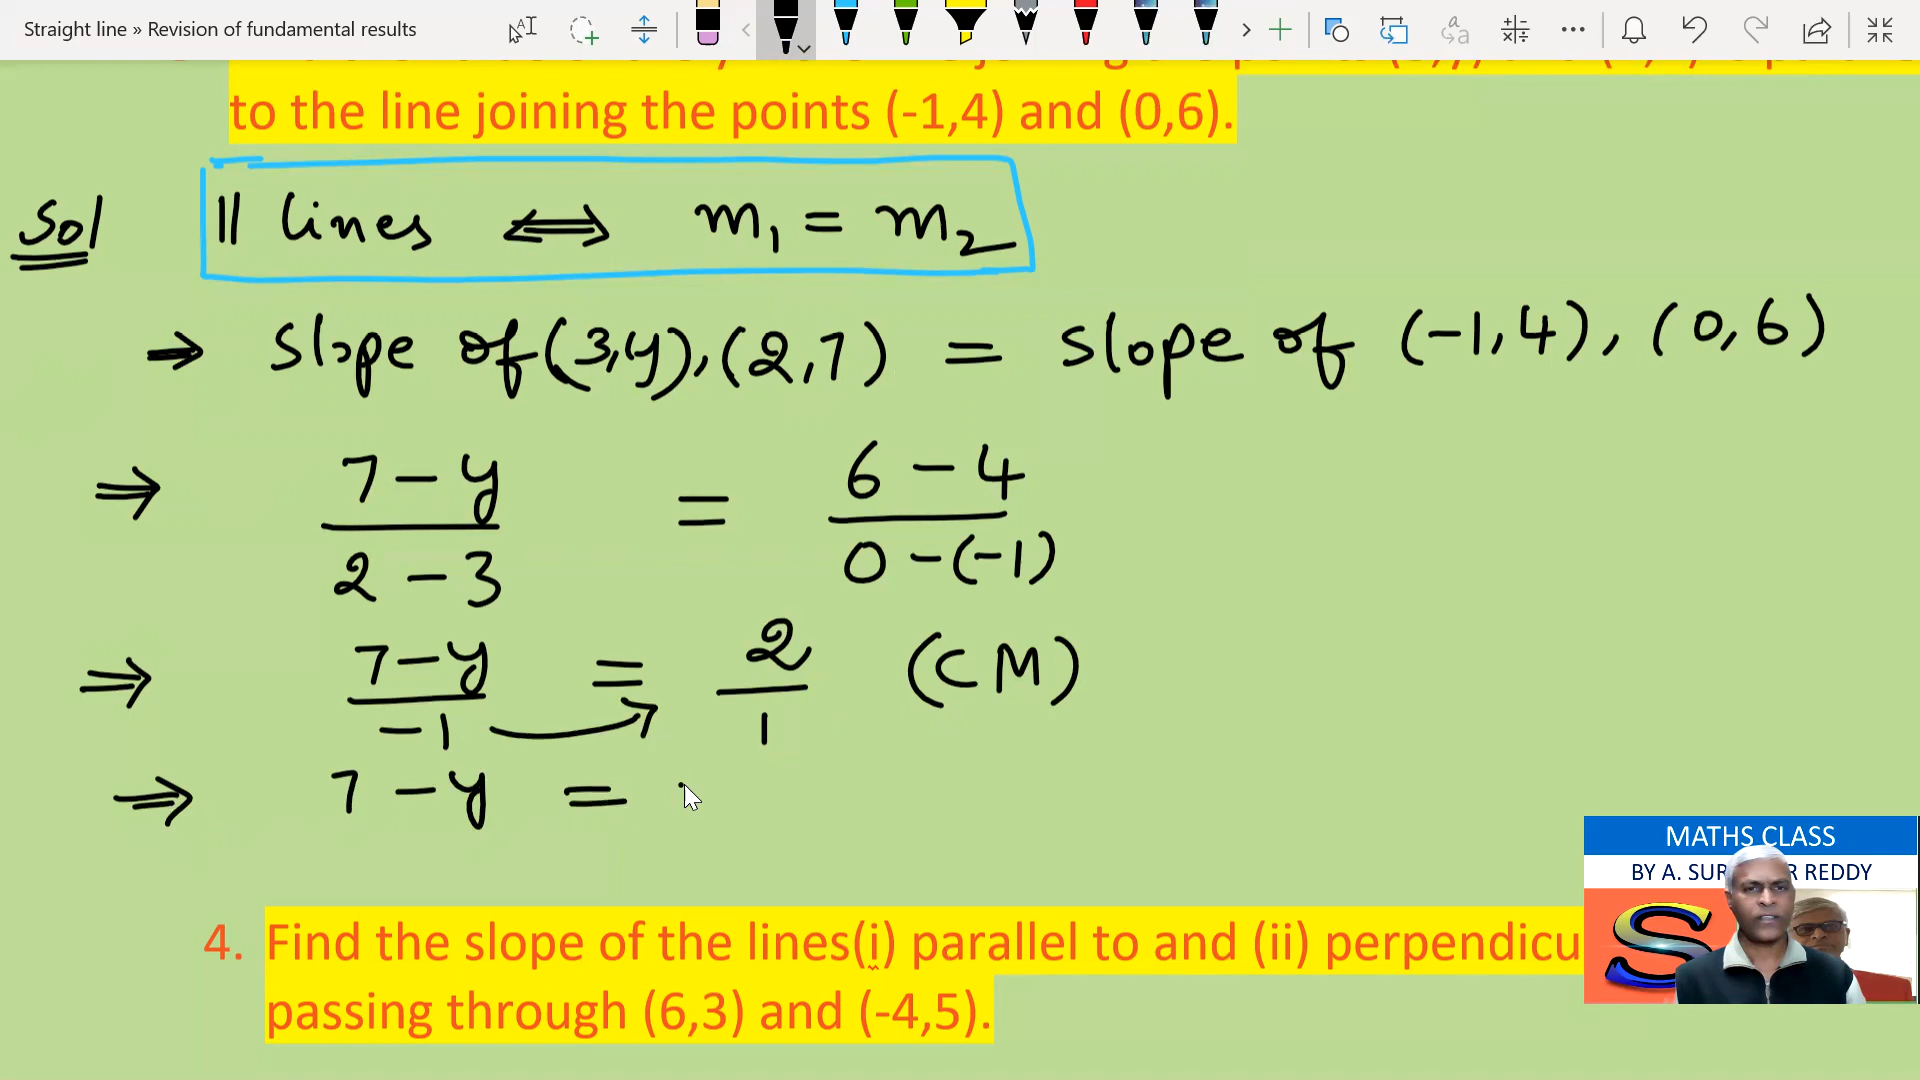 Straight line » Revision of fundamental results
to the line joining the points (-1,4) and (0,6).
Sol || lines ⟺ m₁ = m₂
⇒ slope of (3,y), (2,7) = slope of (-1,4), (0,6)
⇒ 7 - y / 2 - 3 = 6 - 4 / 0 - (-1)
⇒ 7 - y / -1 = 2 / 1 (CM)
⇒ 7 - y =
4. Find the slope of the lines(i) parallel to and (ii)
passing through (6,3) and (-4,5).
MATHS CLASS
BY A. REDDY
S